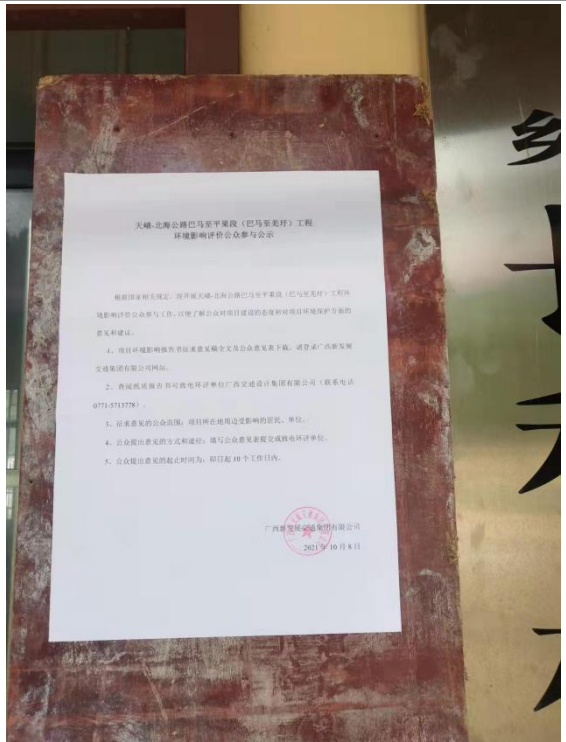 天峨-北海公路巴马至平果段（巴马至羌圩）工程
环境影响评价公众参与公示
根据国家相关规定，现开展天峨-北海公路巴马至平果段（巴马至羌圩）工程环
境影响评价公众参与工作，以便了解公众对项目建设的态度和对项目环境保护方面的
意见和建议。
1、项目环境影响报告书征求意见稿全文及公众意见表下载，请登录广西新发展
交通集团有限公司网站。
2、查阅纸质报告书可致电环评单位广西交通设计集团有限公司（联系电话
0771-5713778）。
3、征求意见的公众范围：项目所在地周边受影响的居民、单位。
4、公众提出意见的方式和途径：填写公众意见表提交或致电环评单位。
5、公众提出意见的起止时间为：即日起 10 个工作日内。
广西新发展交通集团有限公司
2021 年 10 月 8 日
乡